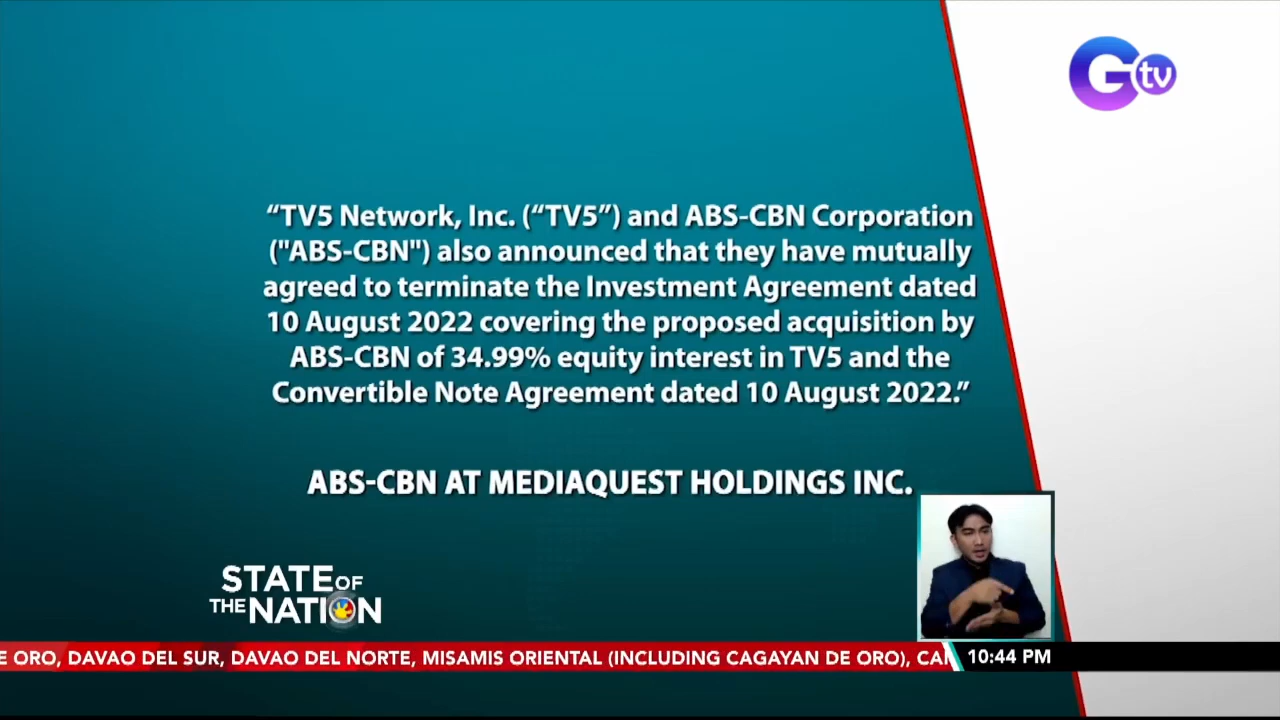 Gtv
“TV5 Network, Inc. (“TV5”) and ABS-CBN Corporation
("ABS-CBN") also announced that they have mutually
agreed to terminate the Investment Agreement dated
10 August 2022 covering the proposed acquisition by
ABS-CBN of 34.99% equity interest in TV5 and the
Convertible Note Agreement dated 10 August 2022.”
ABS-CBN AT MEDIAQUEST HOLDINGS INC.
STATE OF
THE NATION
E ORO, DAVAO DEL SUR, DAVAO DEL NORTE, MISAMIS ORIENTAL (INCLUDING CAGAYAN DE ORO), CA
10:44 PM